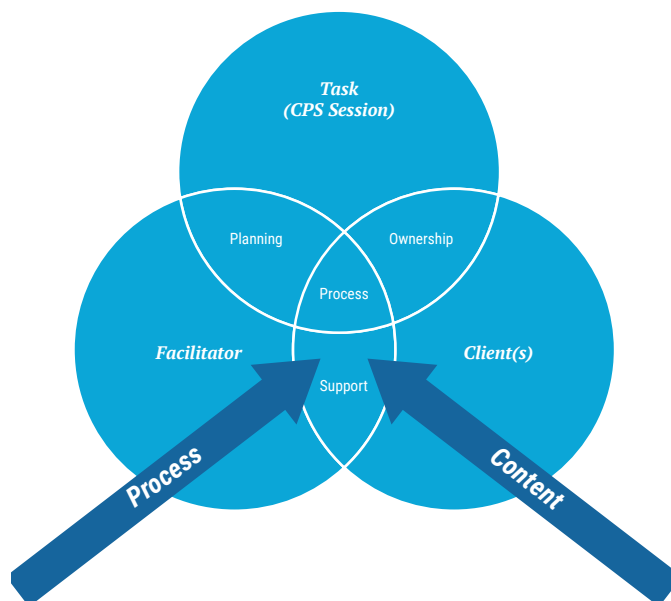 Task
(CPS Session)
Planning
Ownership
Process
Facilitator
Client(s)
Support
Process
Content